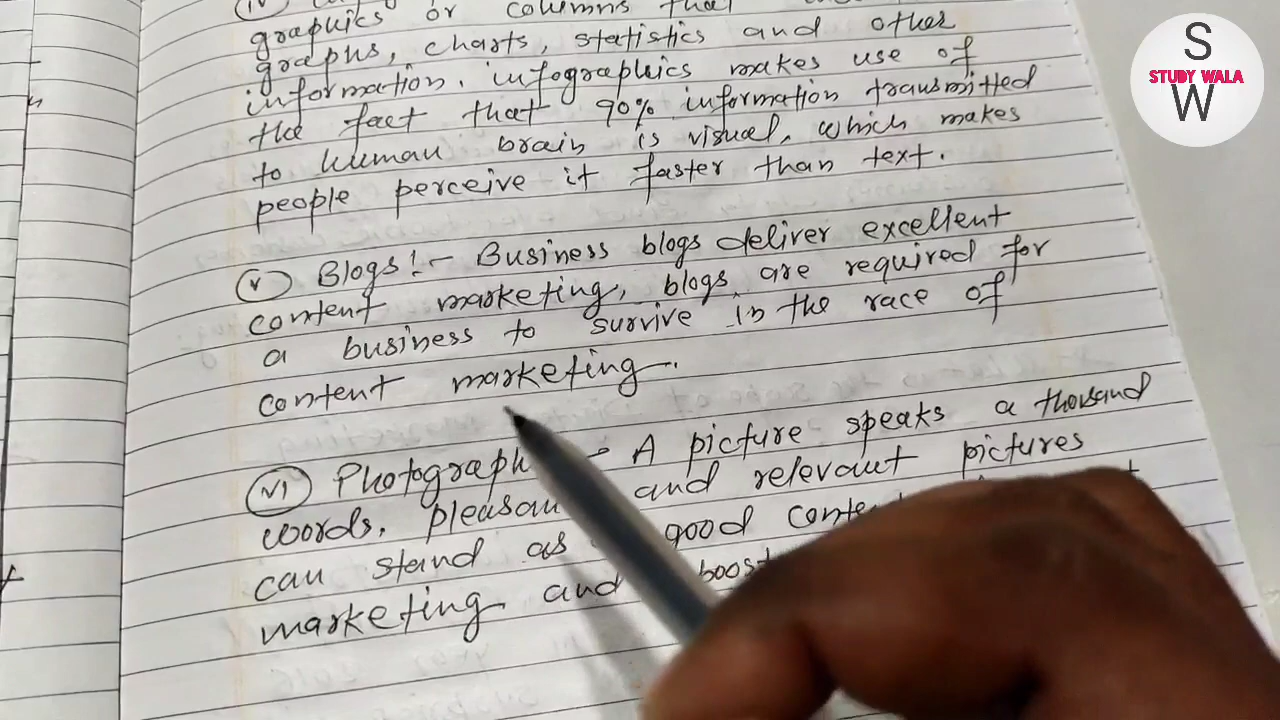 graphics or columns that
graphs, charts, statistics and other
information. infographics makes use of
the fact that 90% information transmitted
to human brain is visual, which makes
people perceive it faster than text.
(v) Blogs:- Business blogs deliver excellent
content marketing, blogs are required for
a business to survive in the race of
content marketing.
(vi) Photograph - A picture speaks a thousand
words. pleasan and relevant pictures
can stand as good conte
marketing and boost
S
STUDY WALA
W